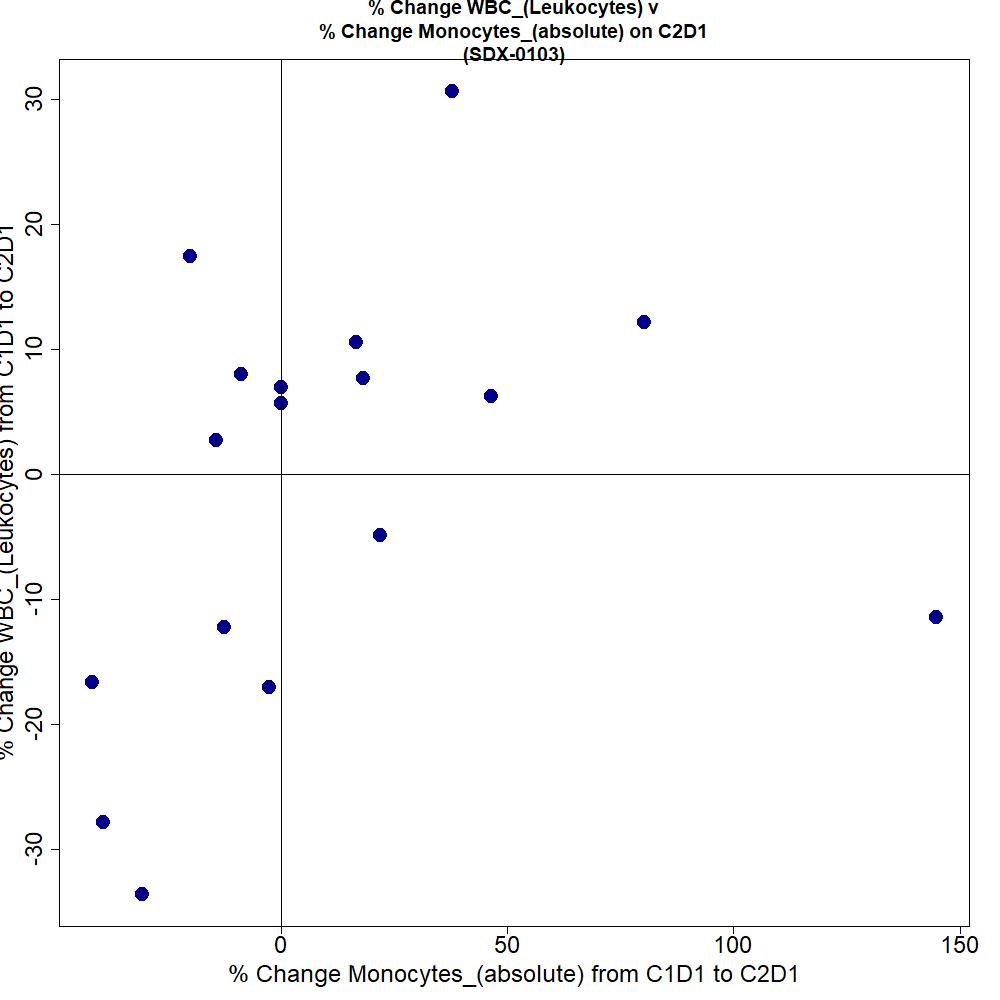 % Change WBC_(Leukocytes) v
% Change Monocytes_(absolute) on C2D1
(SDX-0103)
% Change WBC_(Leukocytes) from C1D1 to C2D1
30
20
10
0
-10
-20
-30
0 50 100 150
% Change Monocytes_(absolute) from C1D1 to C2D1